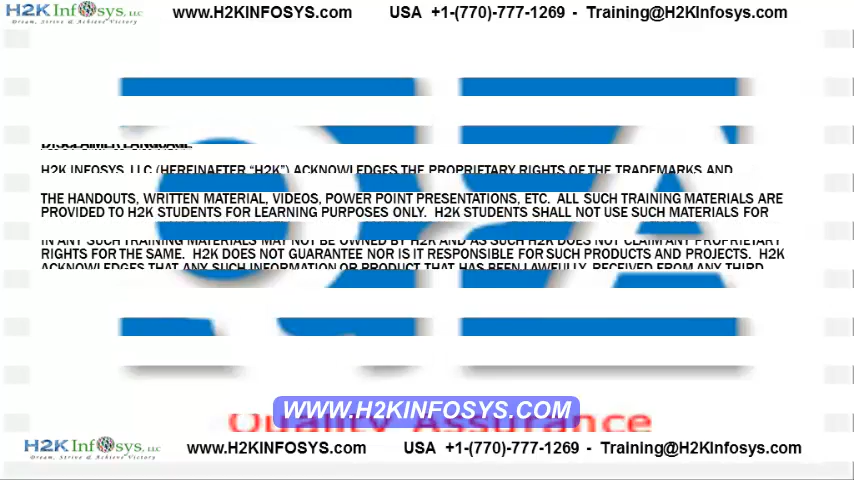 H2K Infosys, LLC
Dream, Strive & Achieve Victory
www.H2KINFOSYS.com USA +1-(770)-777-1269 - Training@H2KInfosys.com
DISCLAIMER LANGUAGE.
H2K INFOSYS, LLC (HEREINAFTER “H2K”) ACKNOWLEDGES THE PROPRIETARY RIGHTS OF THE TRADEMARKS AND
THE HANDOUTS, WRITTEN MATERIAL, VIDEOS, POWER POINT PRESENTATIONS, ETC. ALL SUCH TRAINING MATERIALS ARE
PROVIDED TO H2K STUDENTS FOR LEARNING PURPOSES ONLY. H2K STUDENTS SHALL NOT USE SUCH MATERIALS FOR
IN ANY SUCH TRAINING MATERIALS MAY NOT BE OWNED BY H2K AND AS SUCH H2K DOES NOT CLAIM ANY PROPRIETARY
RIGHTS FOR THE SAME. H2K DOES NOT GUARANTEE NOR IS IT RESPONSIBLE FOR SUCH PRODUCTS AND PROJECTS. H2K
ACKNOWLEDGES THAT ANY SUCH INFORMATION OR PRODUCT THAT HAS BEEN LAWFULLY RECEIVED FROM ANY THIRD
QA
WWW.H2KINFOSYS.COM
Quality Assurance
H2K Infosys, LLC
Dream, Strive & Achieve Victory
www.H2KINFOSYS.com USA +1-(770)-777-1269 - Training@H2KInfosys.com